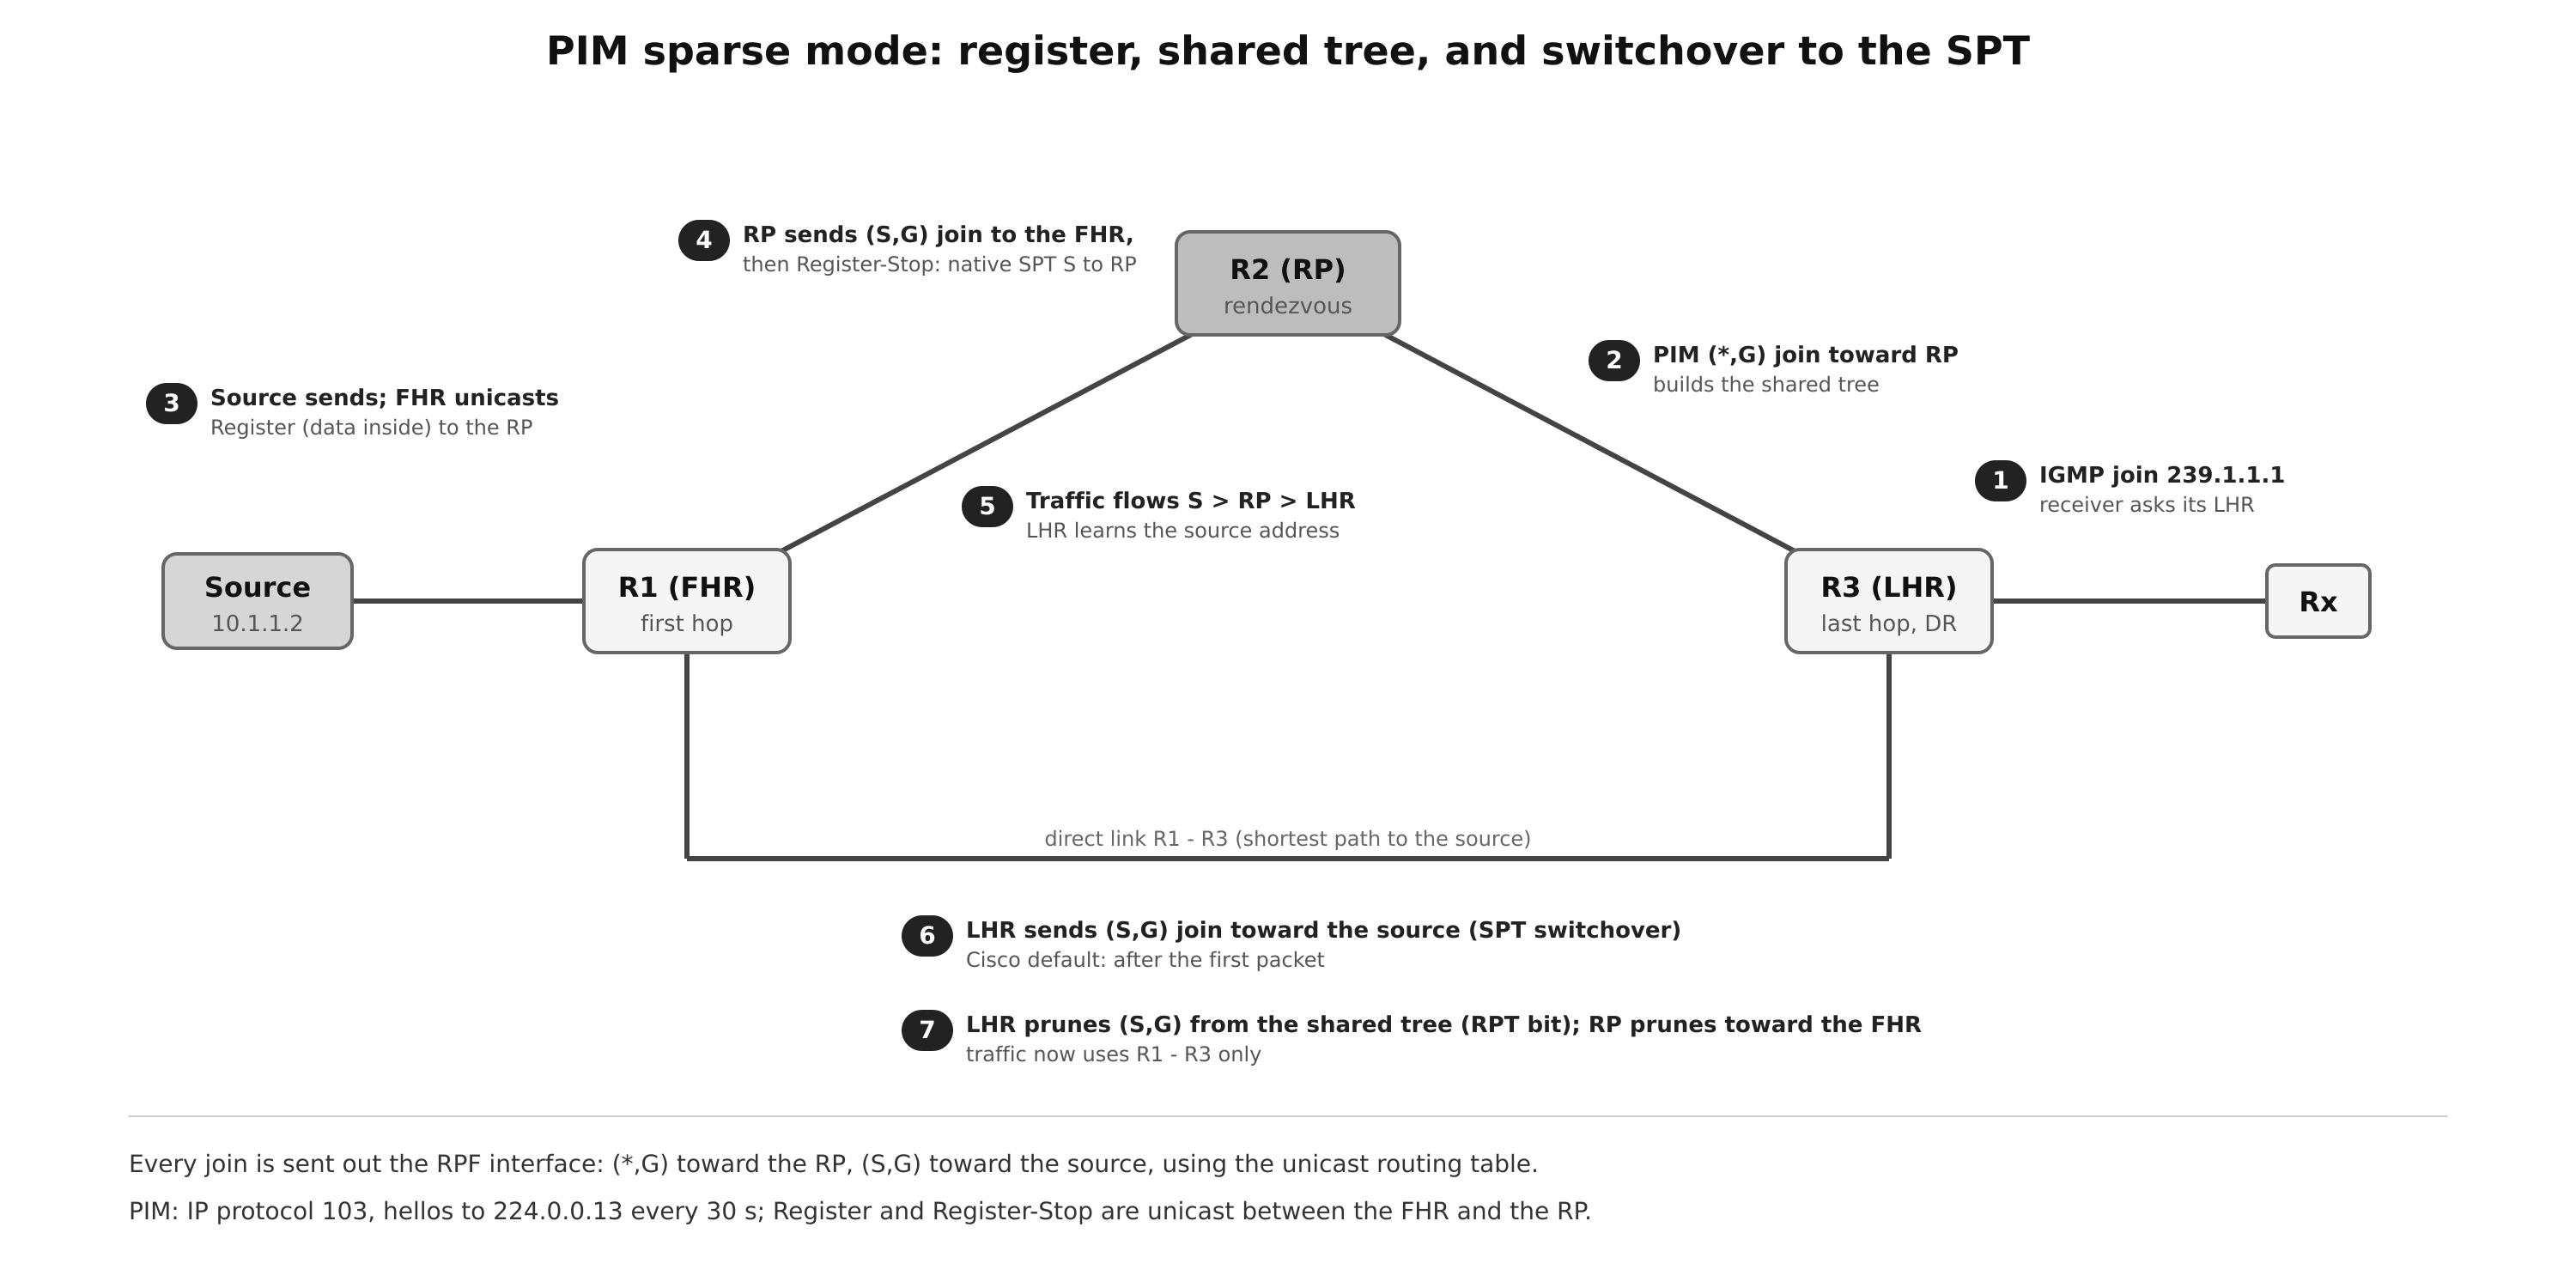 PIM sparse mode: register, shared tree, and switchover to the SPT
4
RP sends (S,G) join to the FHR,
then Register-Stop: native SPT S to RP
R2 (RP)
rendezvous
2
PIM (*,G) join toward RP
builds the shared tree
3
Source sends; FHR unicasts
Register (data inside) to the RP
1
IGMP join 239.1.1.1
receiver asks its LHR
5
Traffic flows S > RP > LHR
LHR learns the source address
Source
10.1.1.2
R1 (FHR)
first hop
R3 (LHR)
last hop, DR
Rx
direct link R1 - R3 (shortest path to the source)
6
LHR sends (S,G) join toward the source (SPT switchover)
Cisco default: after the first packet
7
LHR prunes (S,G) from the shared tree (RPT bit); RP prunes toward the FHR
traffic now uses R1 - R3 only
Every join is sent out the RPF interface: (*,G) toward the RP, (S,G) toward the source, using the unicast routing table.
PIM: IP protocol 103, hellos to 224.0.0.13 every 30 s; Register and Register-Stop are unicast between the FHR and the RP.